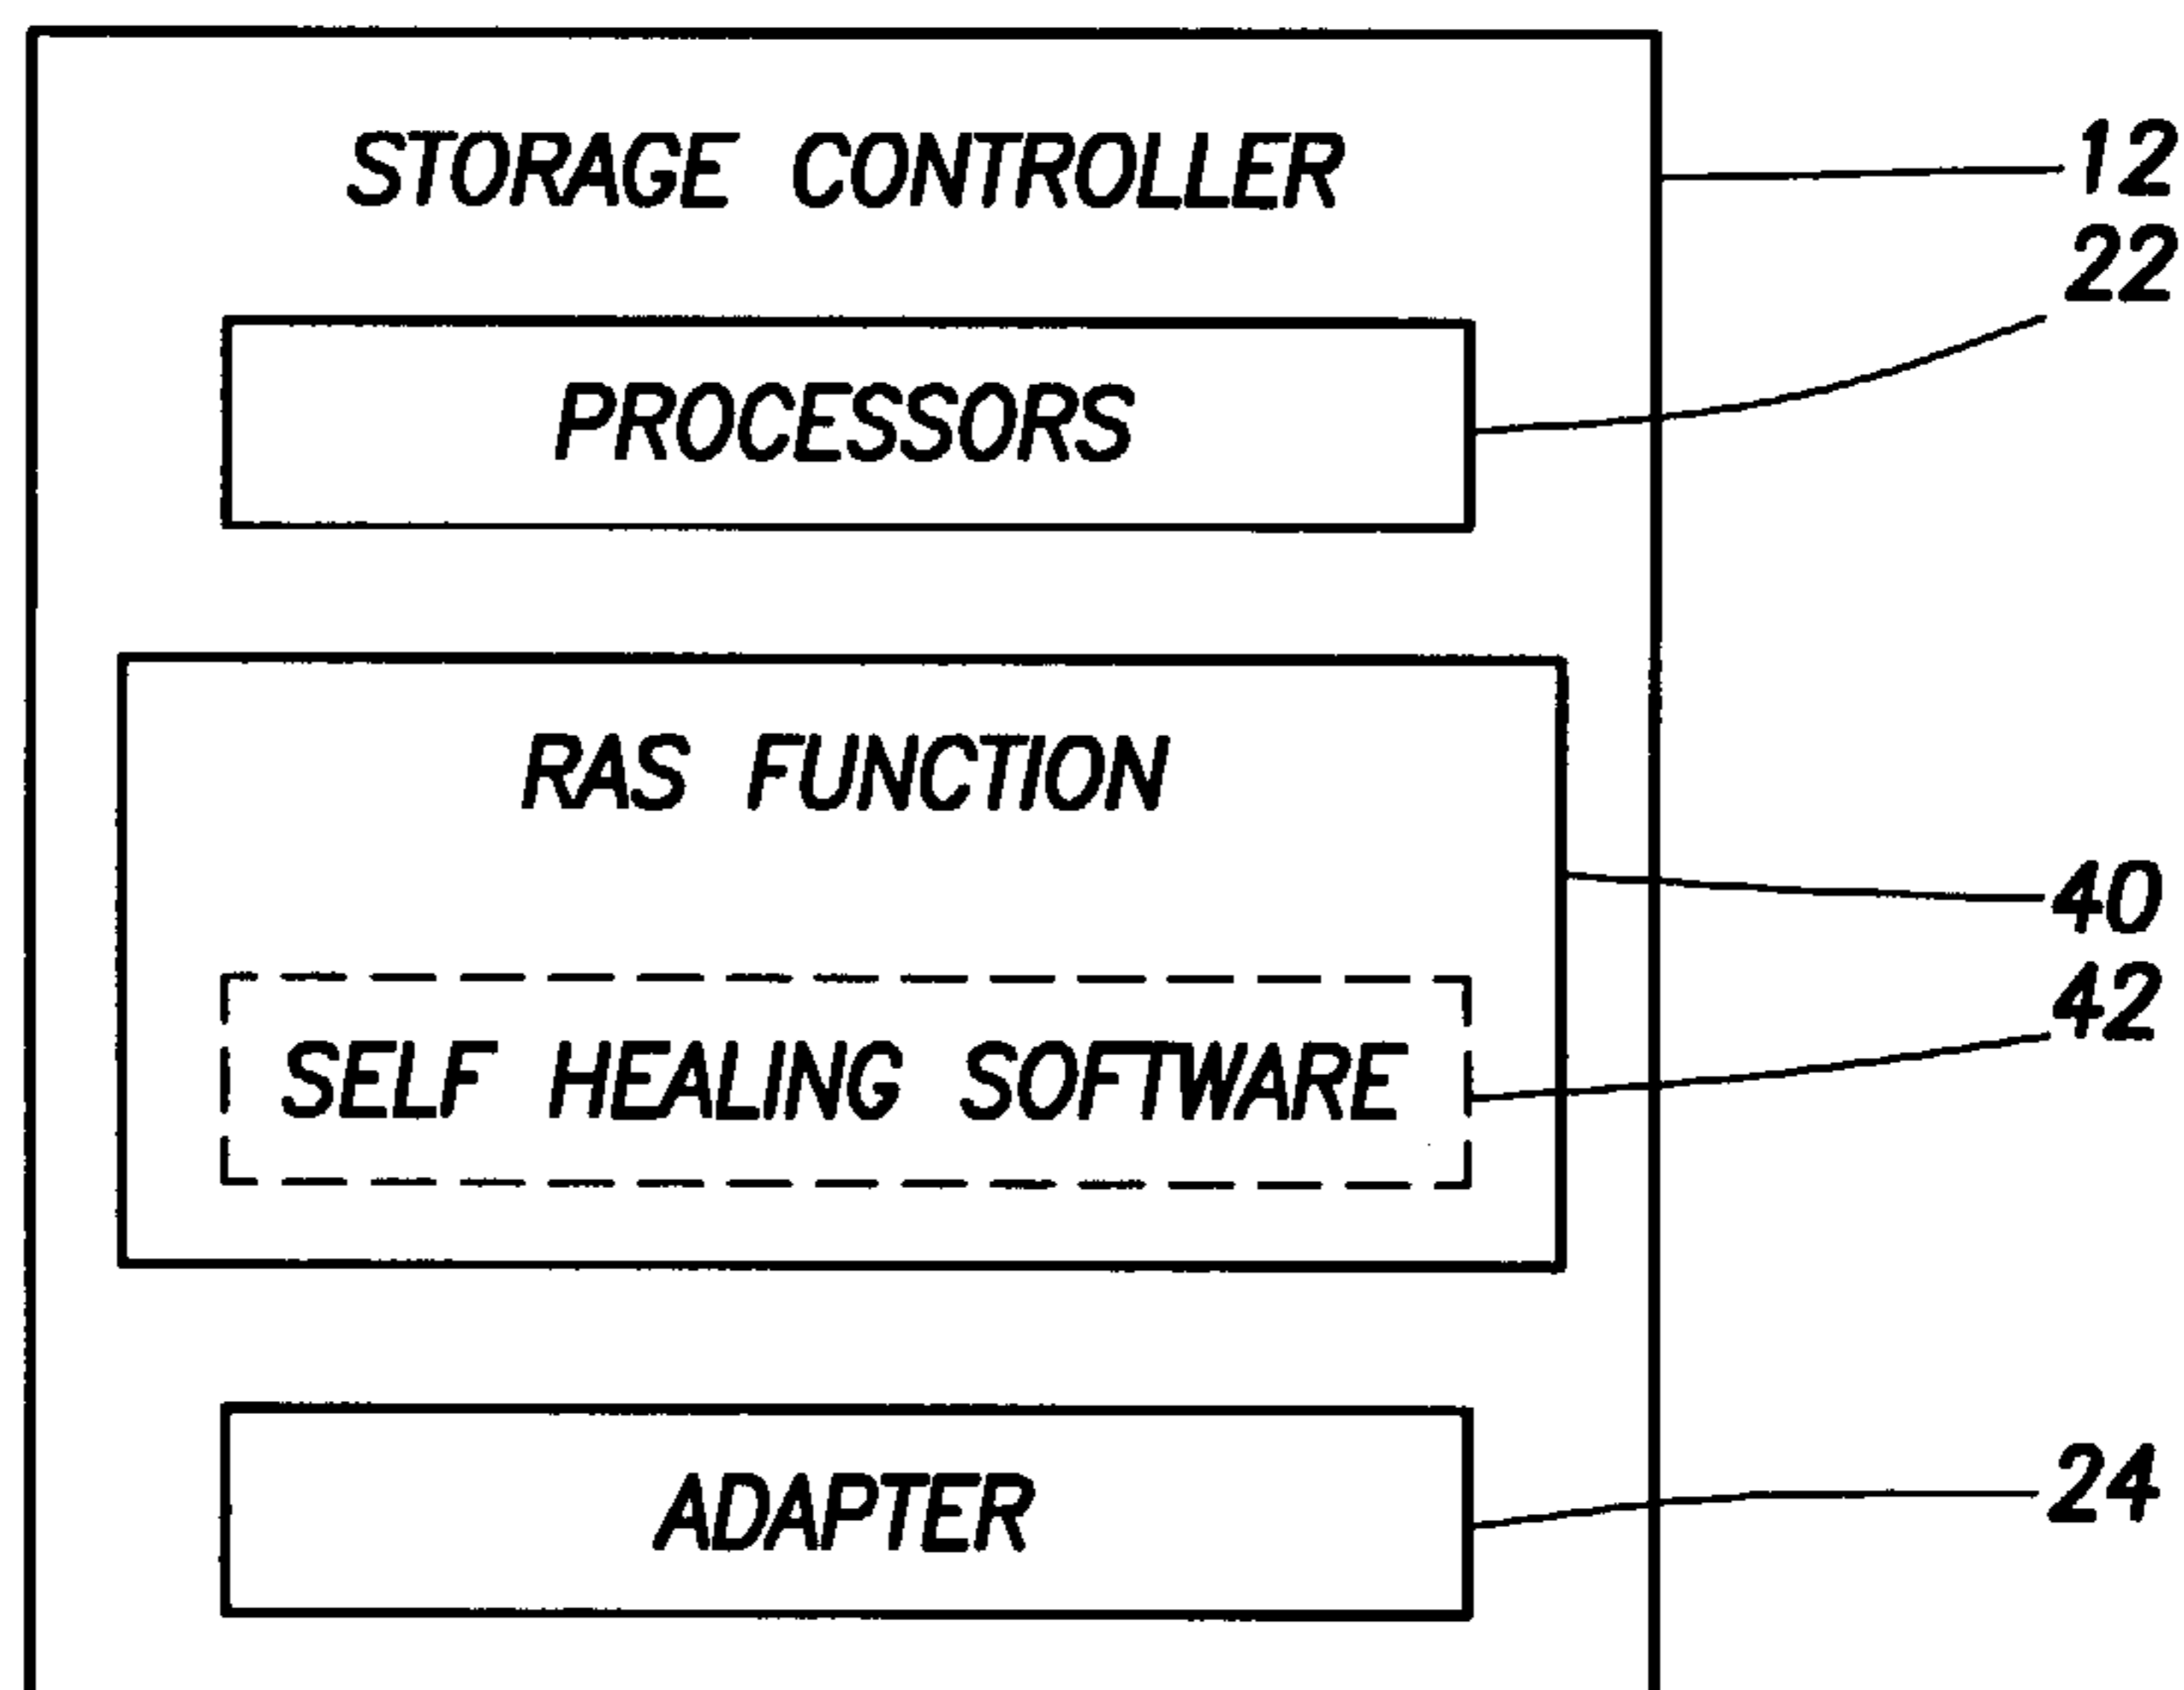 STORAGE CONTROLLER
12
22
PROCESSORS
RAS FUNCTION
40
42
SELF HEALING SOFTWARE
24
ADAPTER